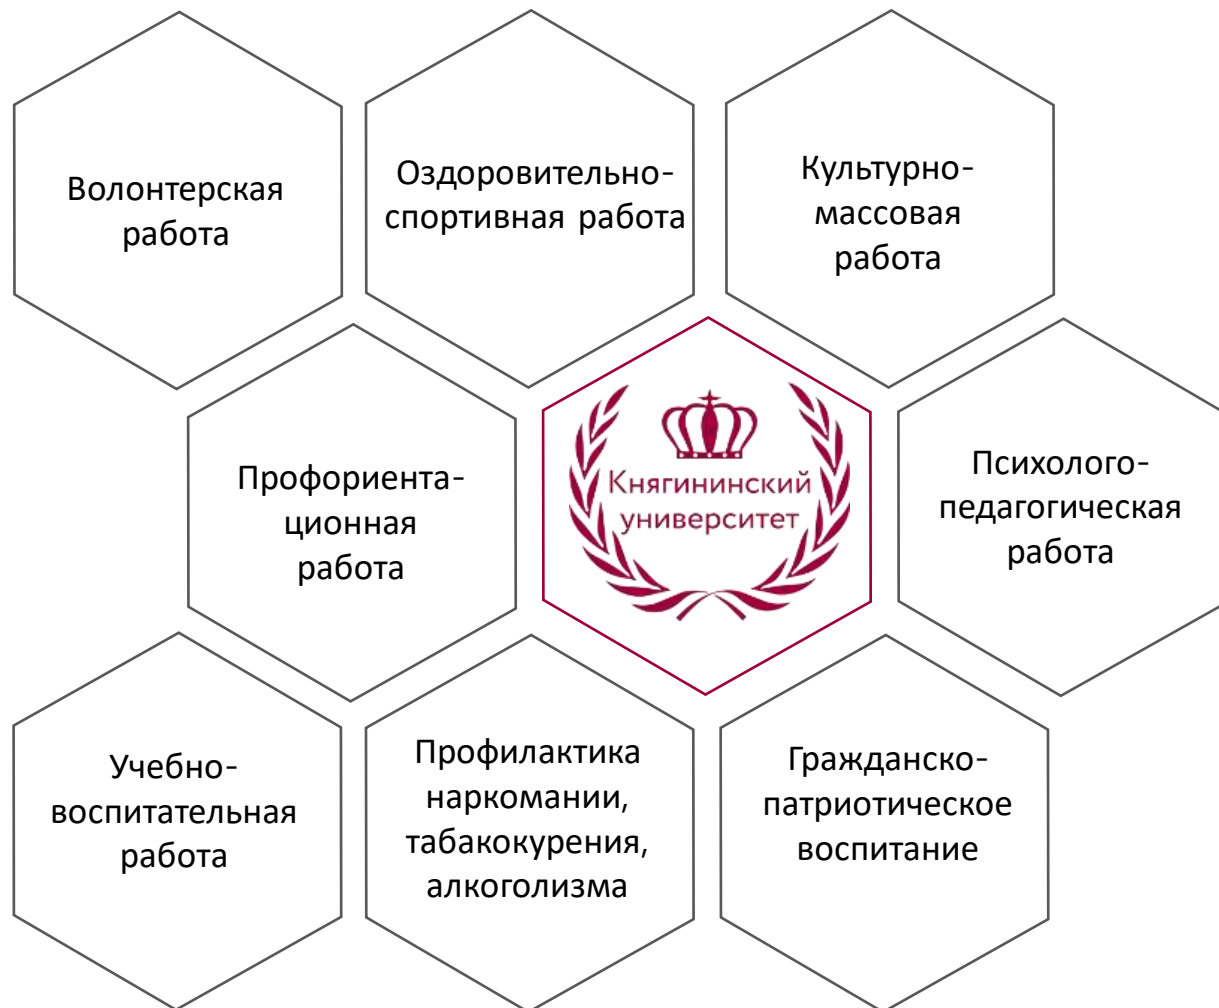 Волонтерская
работа
Оздоровительно-
спортивная работа
Культурно-
массовая
работа
Профориента-
ционная
работа
Княгининский
университет
Психолого-
педагогическая
работа
Учебно-
воспитательная
работа
Профилактика
наркомании,
табакокурения,
алкоголизма
Гражданско-
патриотическое
воспитание